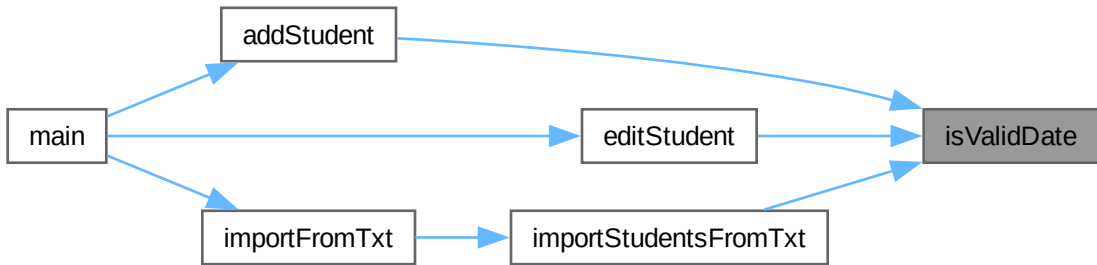 addStudent
main
editStudent
isValidDate
importFromTxt
importStudentsFromTxt